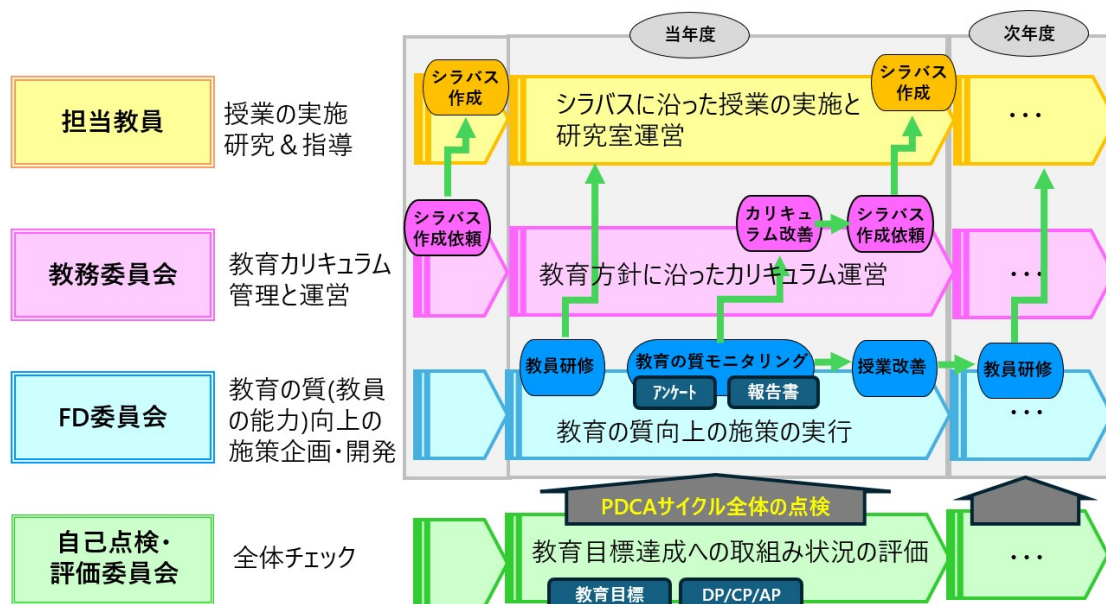 当年度
次年度
担当教員
授業の実施
研究＆指導
シラバス
作成
シラバスに沿った授業の実施と
研究室運営
シラバス
作成
・・・
教務委員会
教育カリキュラム
管理と運営
シラバス
作成依頼
カリキュ
ラム改善
シラバス
作成依頼
教育方針に沿ったカリキュラム運営
・・・
FD委員会
教育の質(教員
の能力)向上の
施策企画・開発
教員研修
教育の質モニタリング
アンケート
報告書
授業改善
教員研修
教育の質向上の施策の実行
・・・
PDCAサイクル全体の点検
自己点検・
評価委員会
全体チェック
教育目標達成への取組み状況の評価
・・・
教育目標
DP/CP/AP